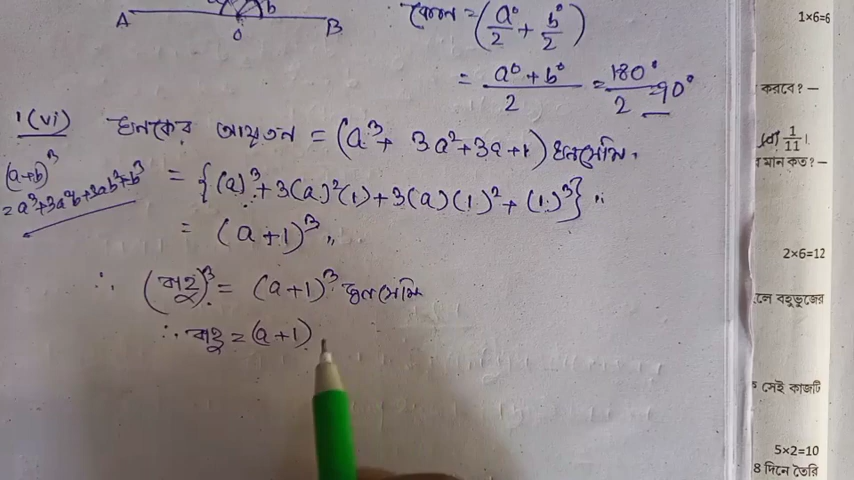 A O B
b
কোন = (a°/2 + b°/2)
= (a° + b°)/2 = 180°/2 = 90°
1(vi) ঘনকের আয়তন = (a³ + 3a² + 3a + 1) ঘনসেমি.
(a+b)³
= a³+3a²b+3ab²+b³
= {(a)³ + 3(a)²(1) + 3(a)(1)² + (1)³} "
= (a+1)³ "
∴ (বাহু)³ = (a+1)³ ঘনসেমি
∴ বাহু = (a+1)
1×6=6
করবে? —
1/11।
র মান কত? —
2×6=12
লে বহুভুজের
সেই কাজটি
5×2=10
8 দিনে তৈরি